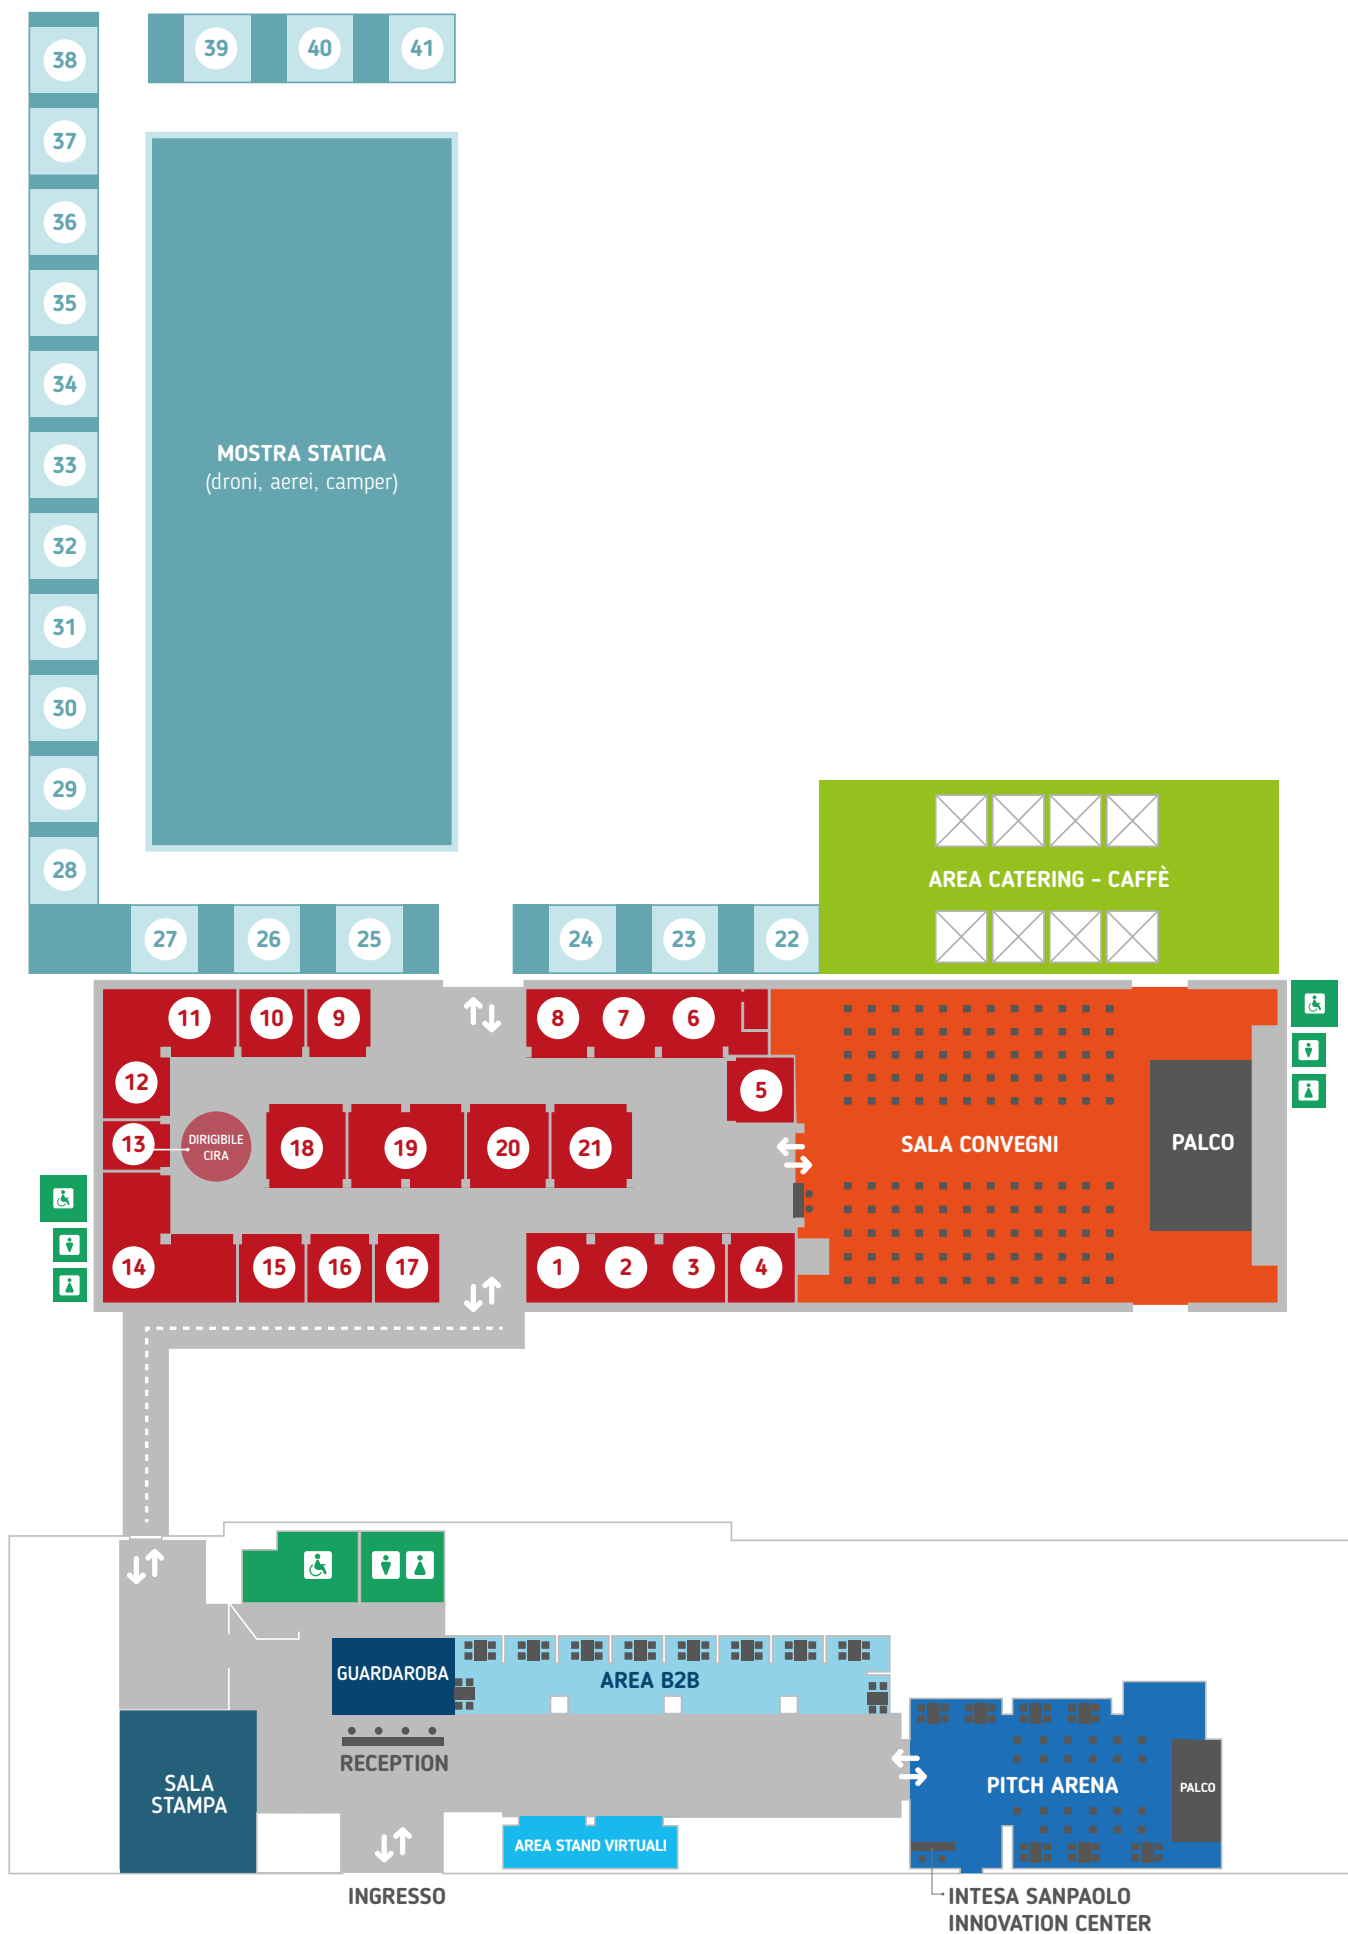 38
39
40
41
37
36
35
34
33
32
31
30
29
28
MOSTRA STATICA
(droni, aerei, camper)
AREA CATERING - CAFFÈ
27
26
25
24
23
22
11
10
9
8
7
6
12
5
13
DIRIGIBILE
CIRA
18
19
20
21
SALA CONVEGNI
PALCO
14
15
16
17
1
2
3
4
GUARDAROBA
AREA B2B
RECEPTION
SALA
STAMPA
PITCH ARENA
PALCO
AREA STAND VIRTUALI
INGRESSO
INTESA SANPAOLO
INNOVATION CENTER